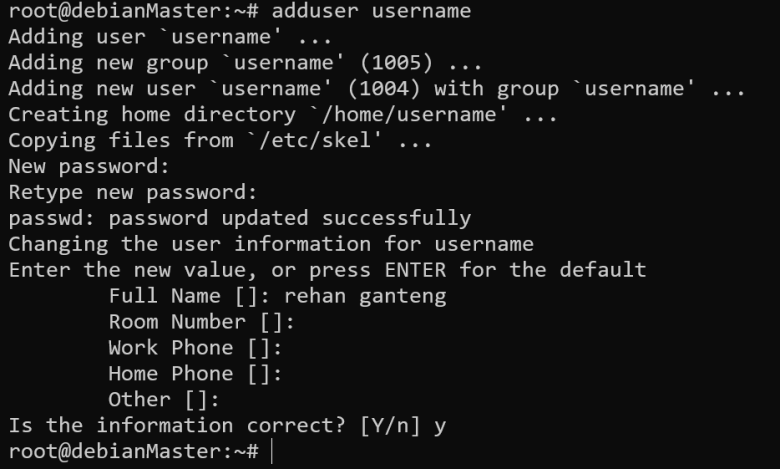 root@debianMaster:~# adduser username
Adding user `username' ...
Adding new group `username' (1005) ...
Adding new user `username' (1004) with group `username' ...
Creating home directory `/home/username' ...
Copying files from `/etc/skel' ...
New password:
Retype new password:
passwd: password updated successfully
Changing the user information for username
Enter the new value, or press ENTER for the default
        Full Name []: rehan ganteng
        Room Number []:
        Work Phone []:
        Home Phone []:
        Other []:
Is the information correct? [Y/n] y
root@debianMaster:~#